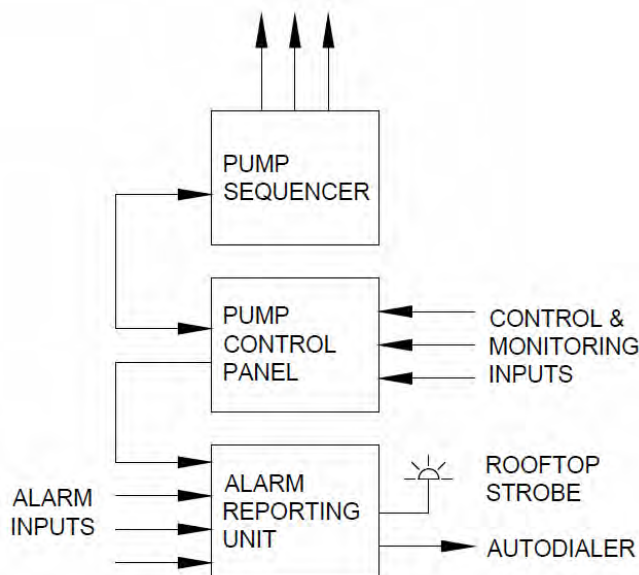 PUMP
SEQUENCER
PUMP
CONTROL
PANEL
CONTROL &
MONITORING
INPUTS
ALARM
INPUTS
ALARM
REPORTING
UNIT
ROOFTOP
STROBE
AUTODIALER